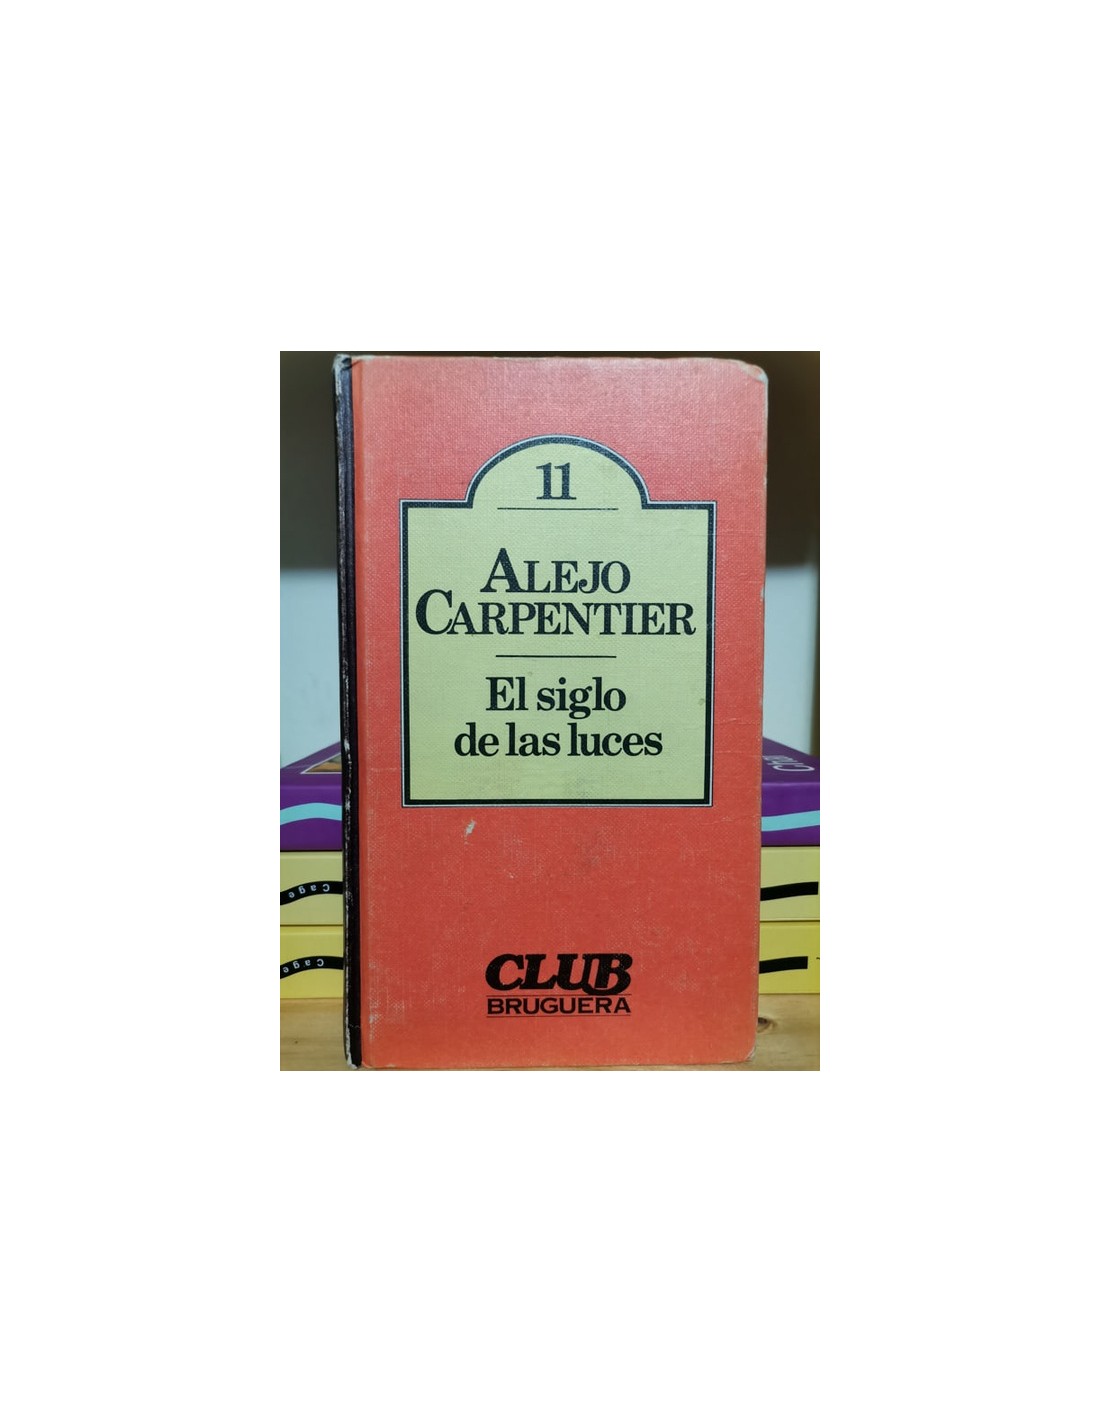 11
ALEJO
CARPENTIER
El siglo
de las luces
CLUB
BRUGUERA
Cage
Cage